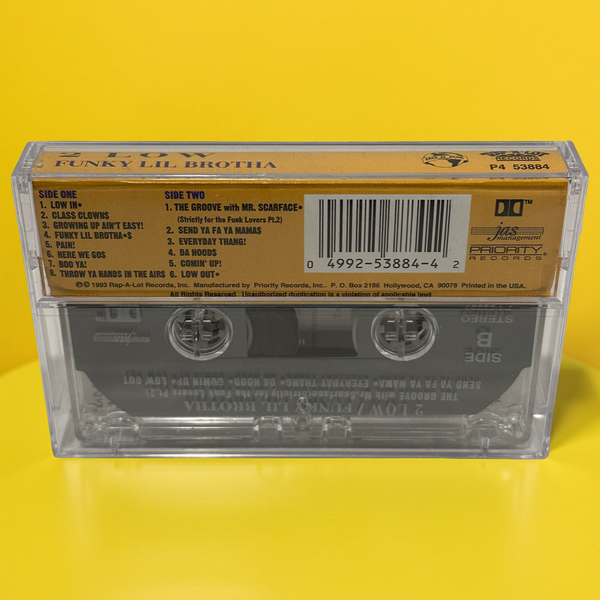 2 LOW
FUNKY LIL BROTHA
RECORDS
P4 53884
SIDE ONE
1. LOW IN•
2. CLASS CLOWN$
3. GROWING UP AIN'T EASY!
4. FUNKY LIL BROTHA•$
5. PAIN!
6. HERE WE GO$
7. BOO YA!
8. THROW YA HANDS IN THE AIR$
SIDE TWO
1. THE GROOVE with MR. SCARFACE•
(Strictly for the Funk Lovers Pt.2)
2. SEND YA FA YA MAMA$
3. EVERYDAY THANG!
4. DA HOOD$
5. COMIN' UP!
6. LOW OUT•
0 4992-53884-4 2
jas
management
PRIORITY
RECORDS
℗© 1993 Rap-A-Lot Records, Inc. Manufactured by Priority Records, Inc., P. O. Box 2186 Hollywood, CA 90078 Printed in the USA.
All Rights Reserved. Unauthorized duplication is a violation of applicable laws
STEREO
SIDE
B
SEND YA FA YA MAMA • EVERYDAY THANG • DA HOOD • COMIN' UP • LOW OUT
THE GROOVE with Mr. Scarface (Strictly for the Funk Lovers Pt.2)
2 LOW / FUNKY LIL BROTHA